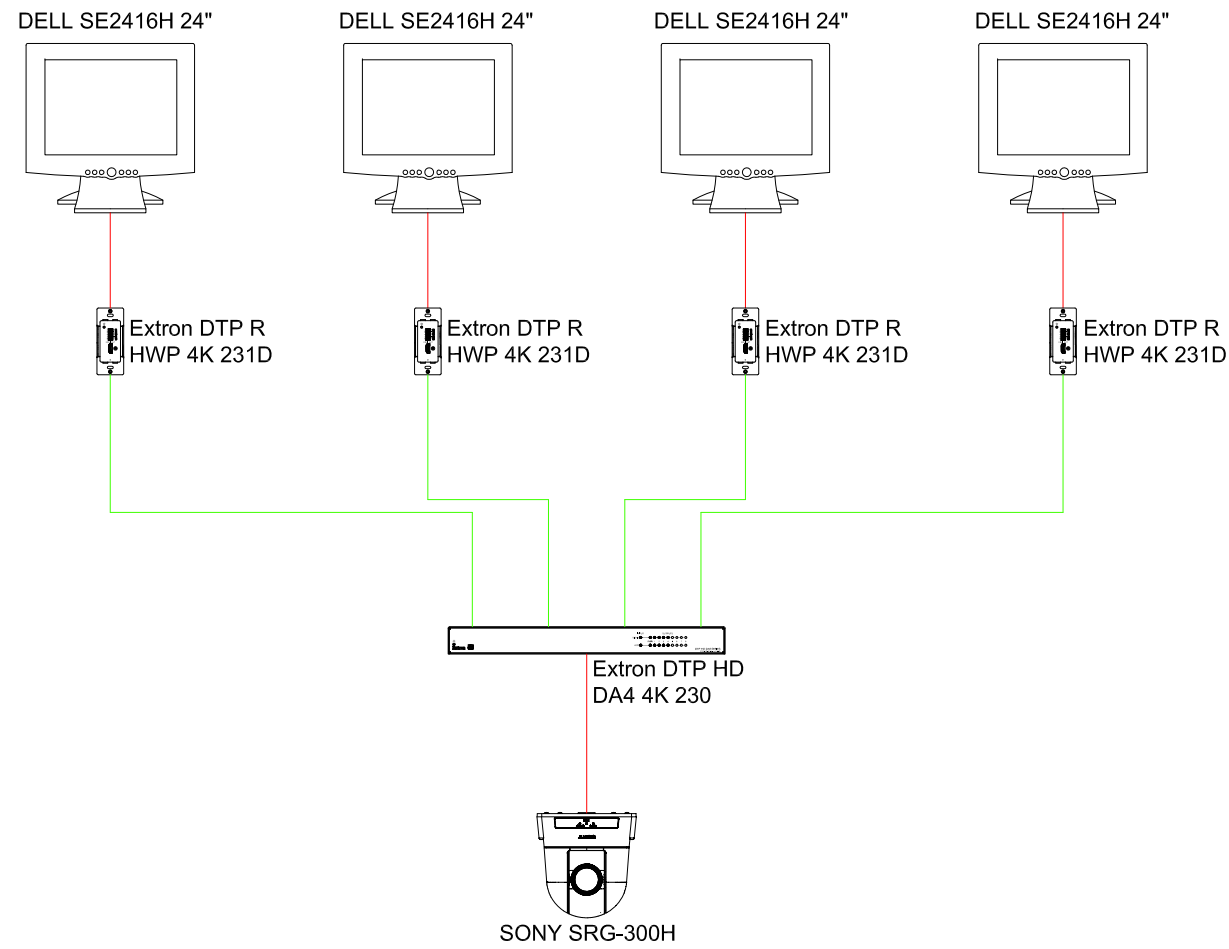 DELL SE2416H 24"
DELL SE2416H 24"
DELL SE2416H 24"
DELL SE2416H 24"
Extron DTP R
HWP 4K 231D
Extron DTP R
HWP 4K 231D
Extron DTP R
HWP 4K 231D
Extron DTP R
HWP 4K 231D
Extron DTP HD
DA4 4K 230
SONY SRG-300H